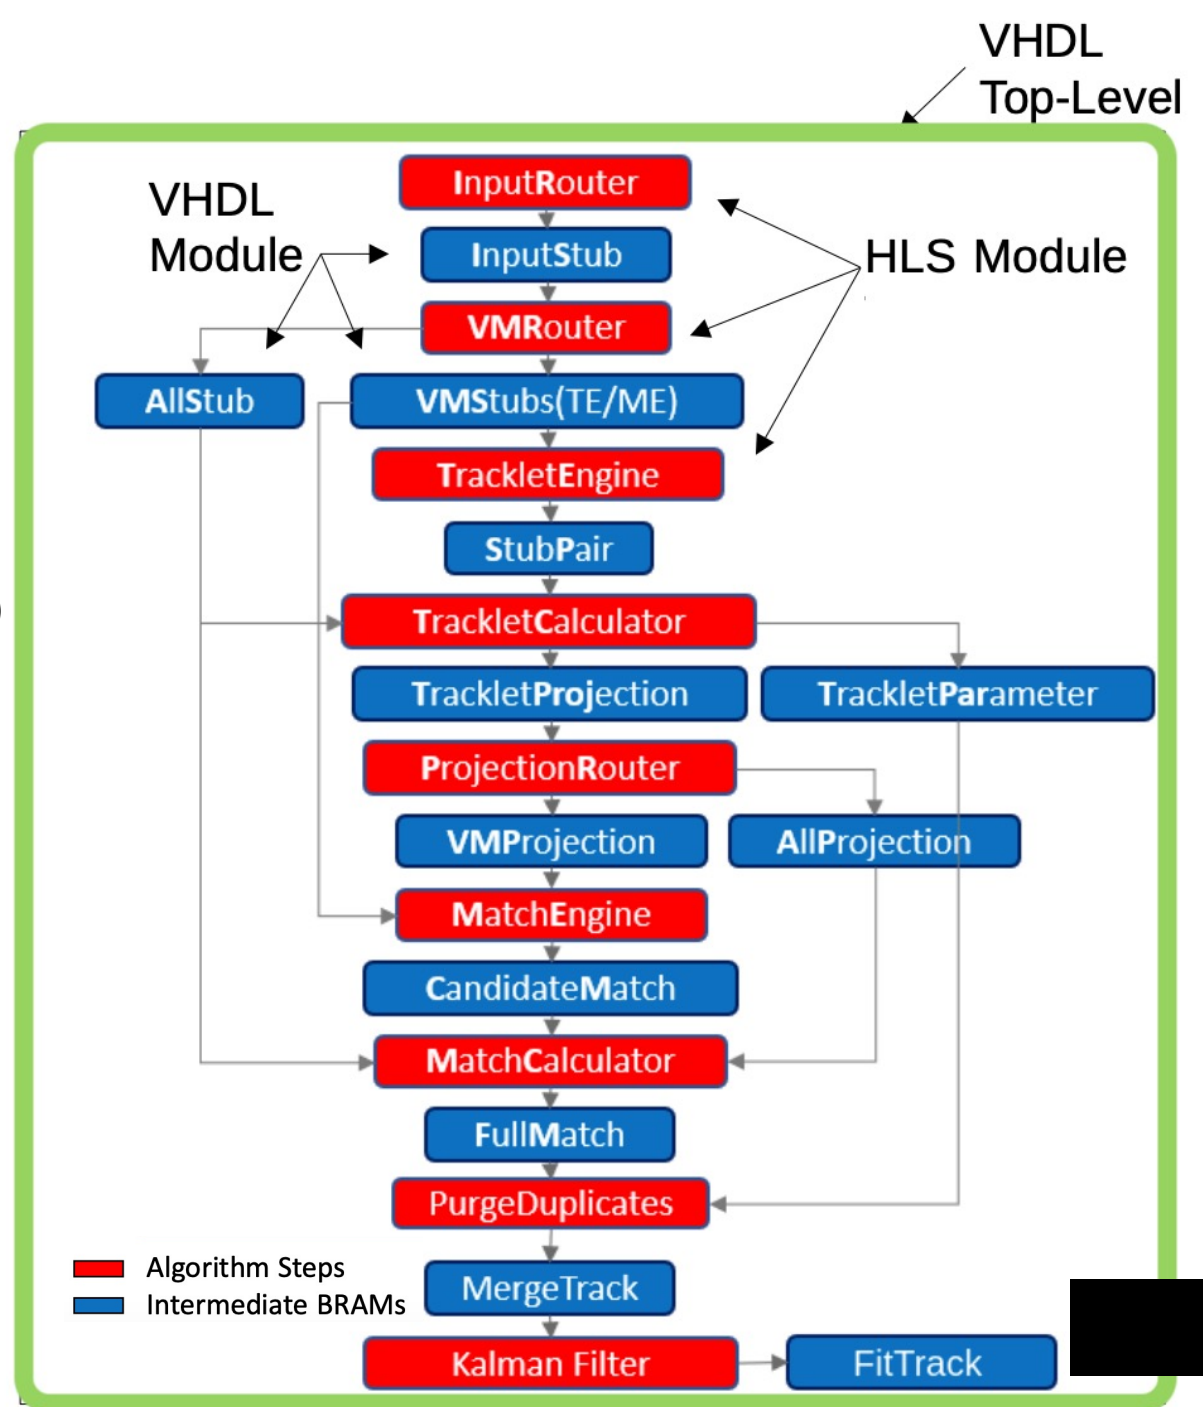 VHDL
Top-Level
InputRouter
VHDL
Module
InputStub
HLS Module
VMRouter
AllStub
VMStubs(TE/ME)
TrackletEngine
StubPair
TrackletCalculator
TrackletProjection
TrackletParameter
ProjectionRouter
VMProjection
AllProjection
MatchEngine
CandidateMatch
MatchCalculator
FullMatch
PurgeDuplicates
Algorithm Steps
Intermediate BRAMs
MergeTrack
Kalman Filter
FitTrack